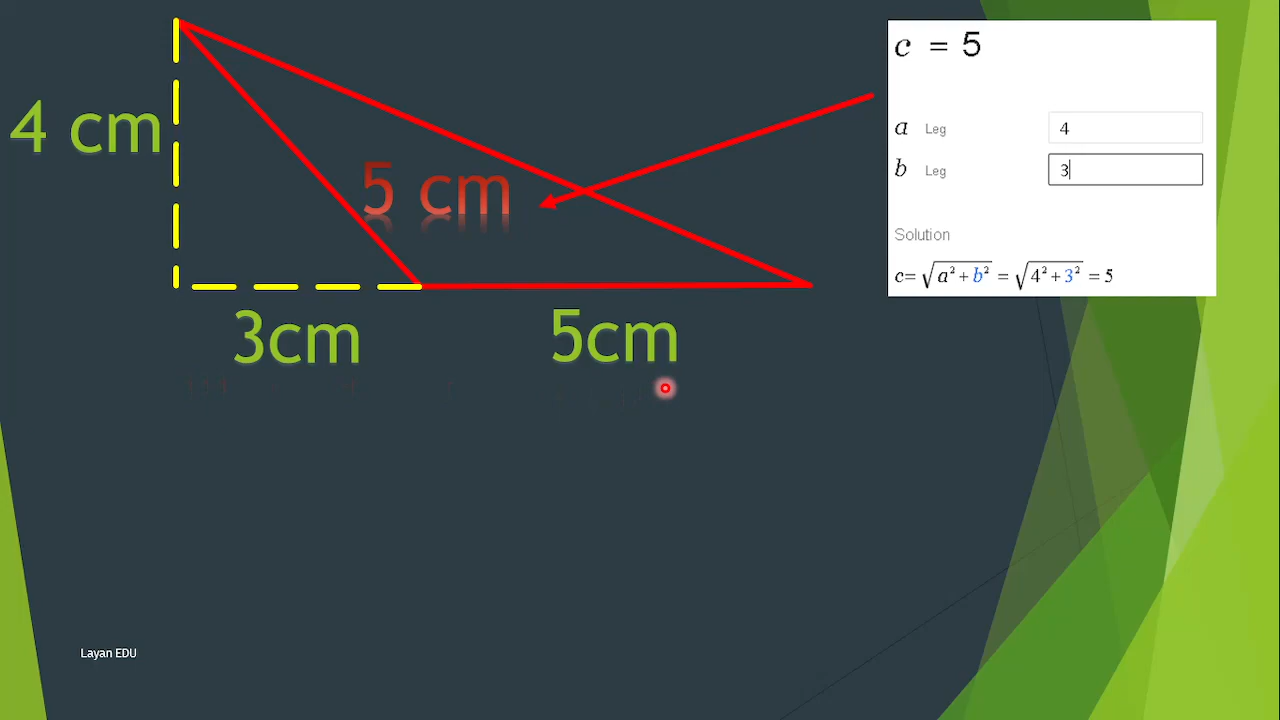 4 cm
5 cm
3cm
5cm
c = 5
a Leg 4
b Leg 3
Solution
c= √a² + b² = √4² + 3² = 5
Layan EDU